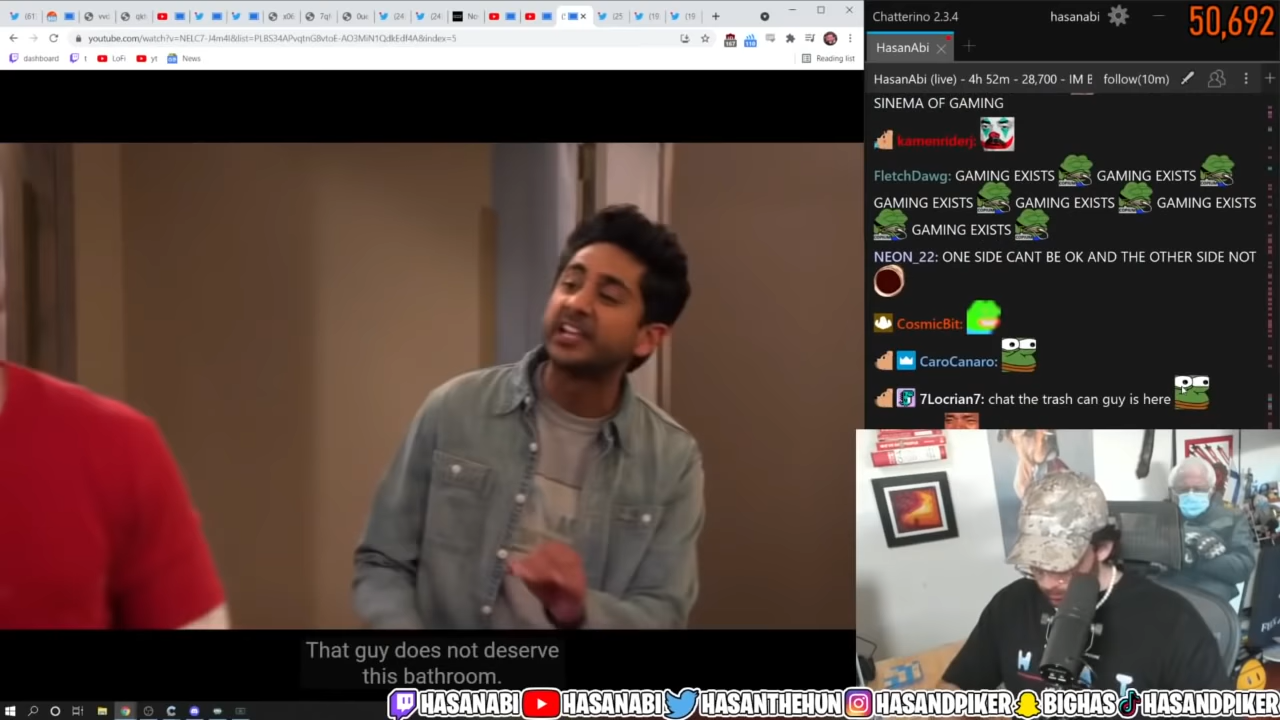 Chatterino 2.3.4
hasanabi
50,692
youtube.com/watch?v=NELC7-J4m4I&list=PL8S34APvqtnG8vtoE-AO3MiN1QdkEdf4A&index=5
HasanAbi
dashboard
t
LoFi
yt
News
Reading list
HasanAbi (live) - 4h 52m - 28,700 - IM E
follow(10m)
SINEMA OF GAMING
kamenriderj:
FletchDawg: GAMING EXISTS GAMING EXISTS
GAMING EXISTS GAMING EXISTS GAMING EXISTS
GAMING EXISTS
NEON_22: ONE SIDE CANT BE OK AND THE OTHER SIDE NOT
CosmicBit:
CaroCanaro:
7Locrian7: chat the trash can guy is here
That guy does not deserve
this bathroom.
HASANABI HASANABI HASANTHEHUN HASANDPIKER BIGHAS HASANDPIKER